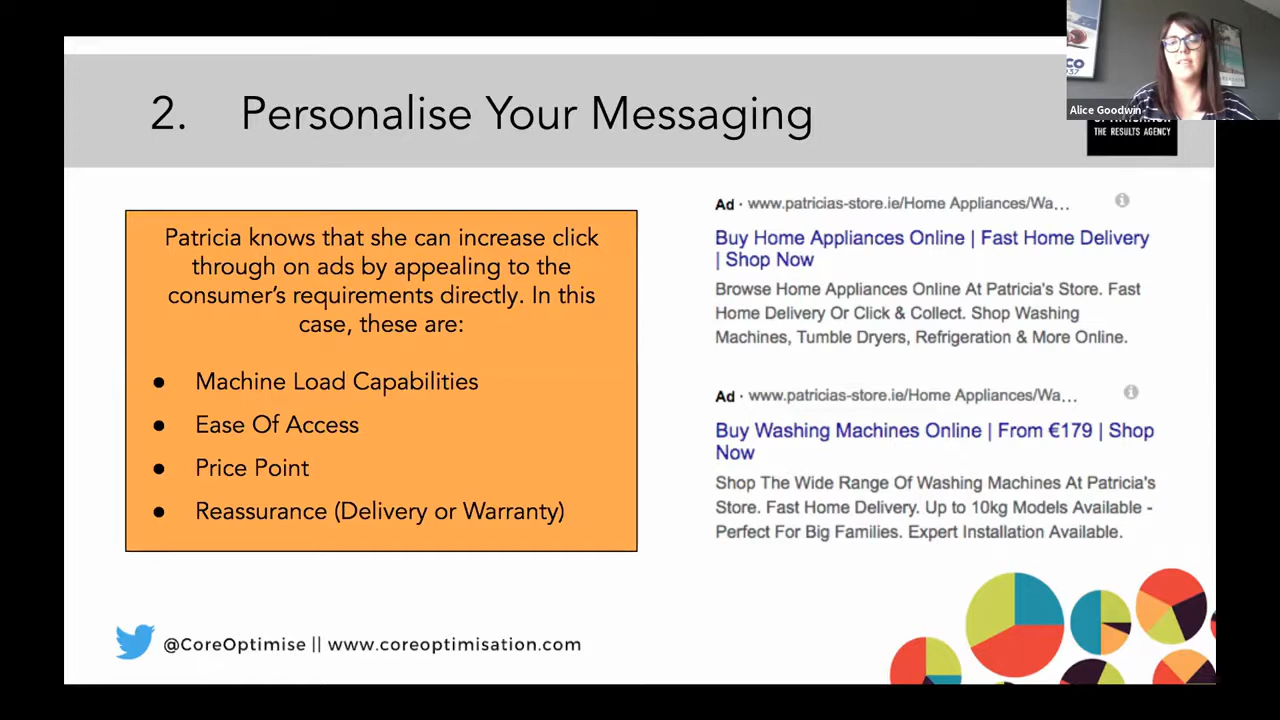 2. Personalise Your Messaging
CO
937
Alice Goodwin
THE RESULTS AGENCY
Patricia knows that she can increase click
through on ads by appealing to the
consumer's requirements directly. In this
case, these are:
● Machine Load Capabilities
● Ease Of Access
● Price Point
● Reassurance (Delivery or Warranty)
Ad · www.patricias-store.ie/Home Appliances/Wa...
Buy Home Appliances Online | Fast Home Delivery
| Shop Now
Browse Home Appliances Online At Patricia's Store. Fast
Home Delivery Or Click & Collect. Shop Washing
Machines, Tumble Dryers, Refrigeration & More Online.
Ad · www.patricias-store.ie/Home Appliances/Wa...
Buy Washing Machines Online | From €179 | Shop
Now
Shop The Wide Range Of Washing Machines At Patricia's
Store. Fast Home Delivery. Up to 10kg Models Available -
Perfect For Big Families. Expert Installation Available.
@CoreOptimise || www.coreoptimisation.com